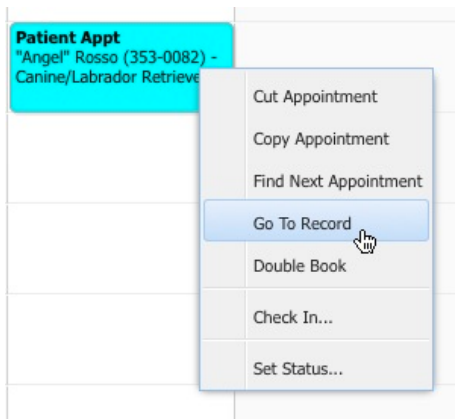 Patient Appt
"Angel" Rosso (353-0082) -
Canine/Labrador Retrieve
Cut Appointment
Copy Appointment
Find Next Appointment
Go To Record
Double Book
Check In...
Set Status...